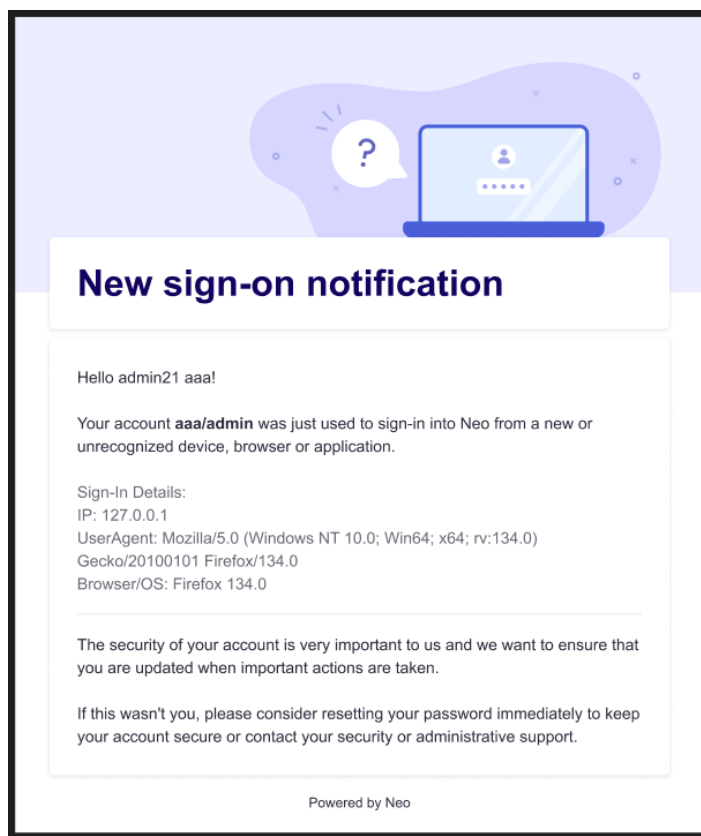 ?
New sign-on notification
Hello admin21 aaa!
Your account aaa/admin was just used to sign-in into Neo from a new or
unrecognized device, browser or application.
Sign-In Details:
IP: 127.0.0.1
UserAgent: Mozilla/5.0 (Windows NT 10.0; Win64; x64; rv:134.0)
Gecko/20100101 Firefox/134.0
Browser/OS: Firefox 134.0
The security of your account is very important to us and we want to ensure that
you are updated when important actions are taken.
If this wasn't you, please consider resetting your password immediately to keep
your account secure or contact your security or administrative support.
Powered by Neo